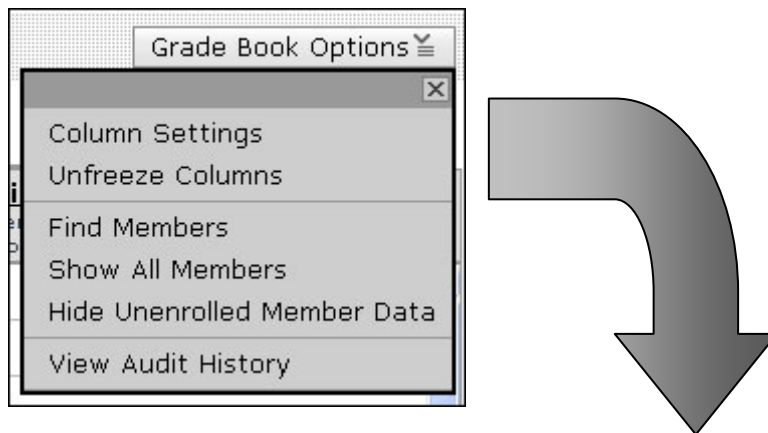 Grade Book Options
Column Settings
Unfreeze Columns
Find Members
Show All Members
Hide Unenrolled Member Data
View Audit History